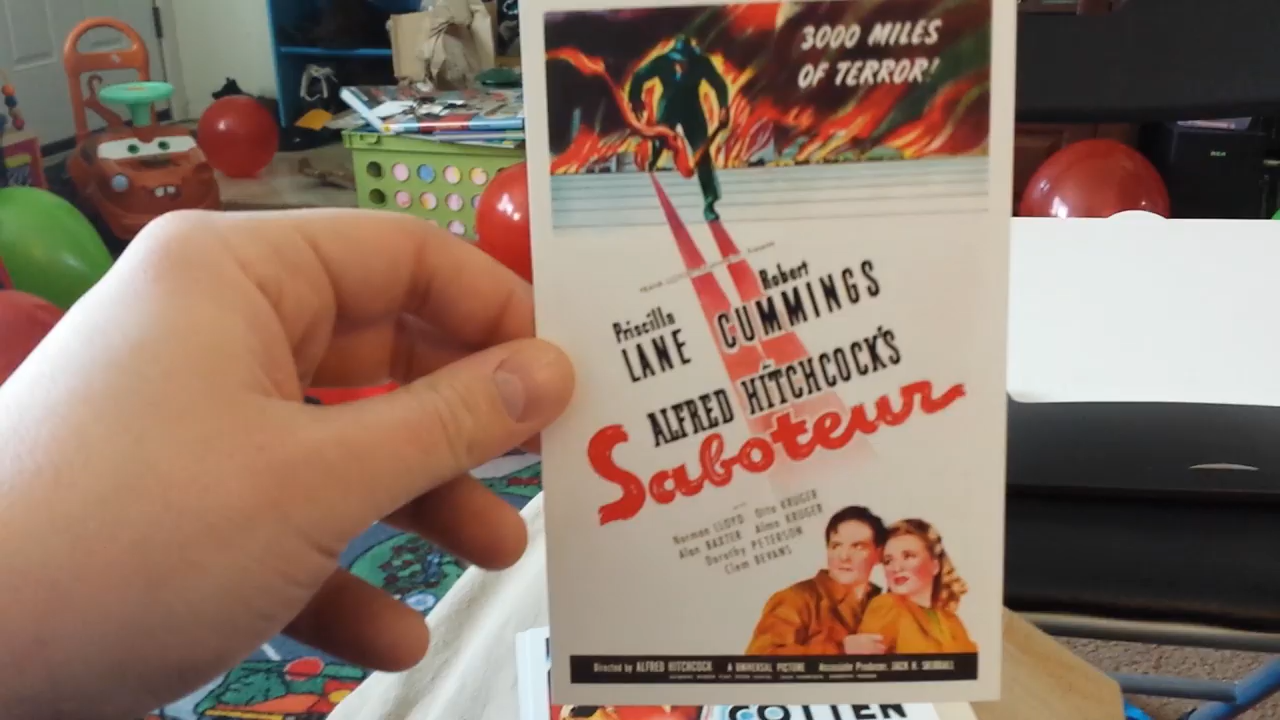 3000 MILES
OF TERROR!
Priscilla
LANE
Robert
CUMMINGS
ALFRED HITCHCOCK'S
Saboteur
Norman LLOYD Otto KRUGER
Alan BAXTER Alma KRUGER
Dorothy PETERSON
Clem BEVANS
Directed by ALFRED HITCHCOCK A UNIVERSAL PICTURE Associate Producer, JACK H. SKIRBALL
COTTEN
RCA